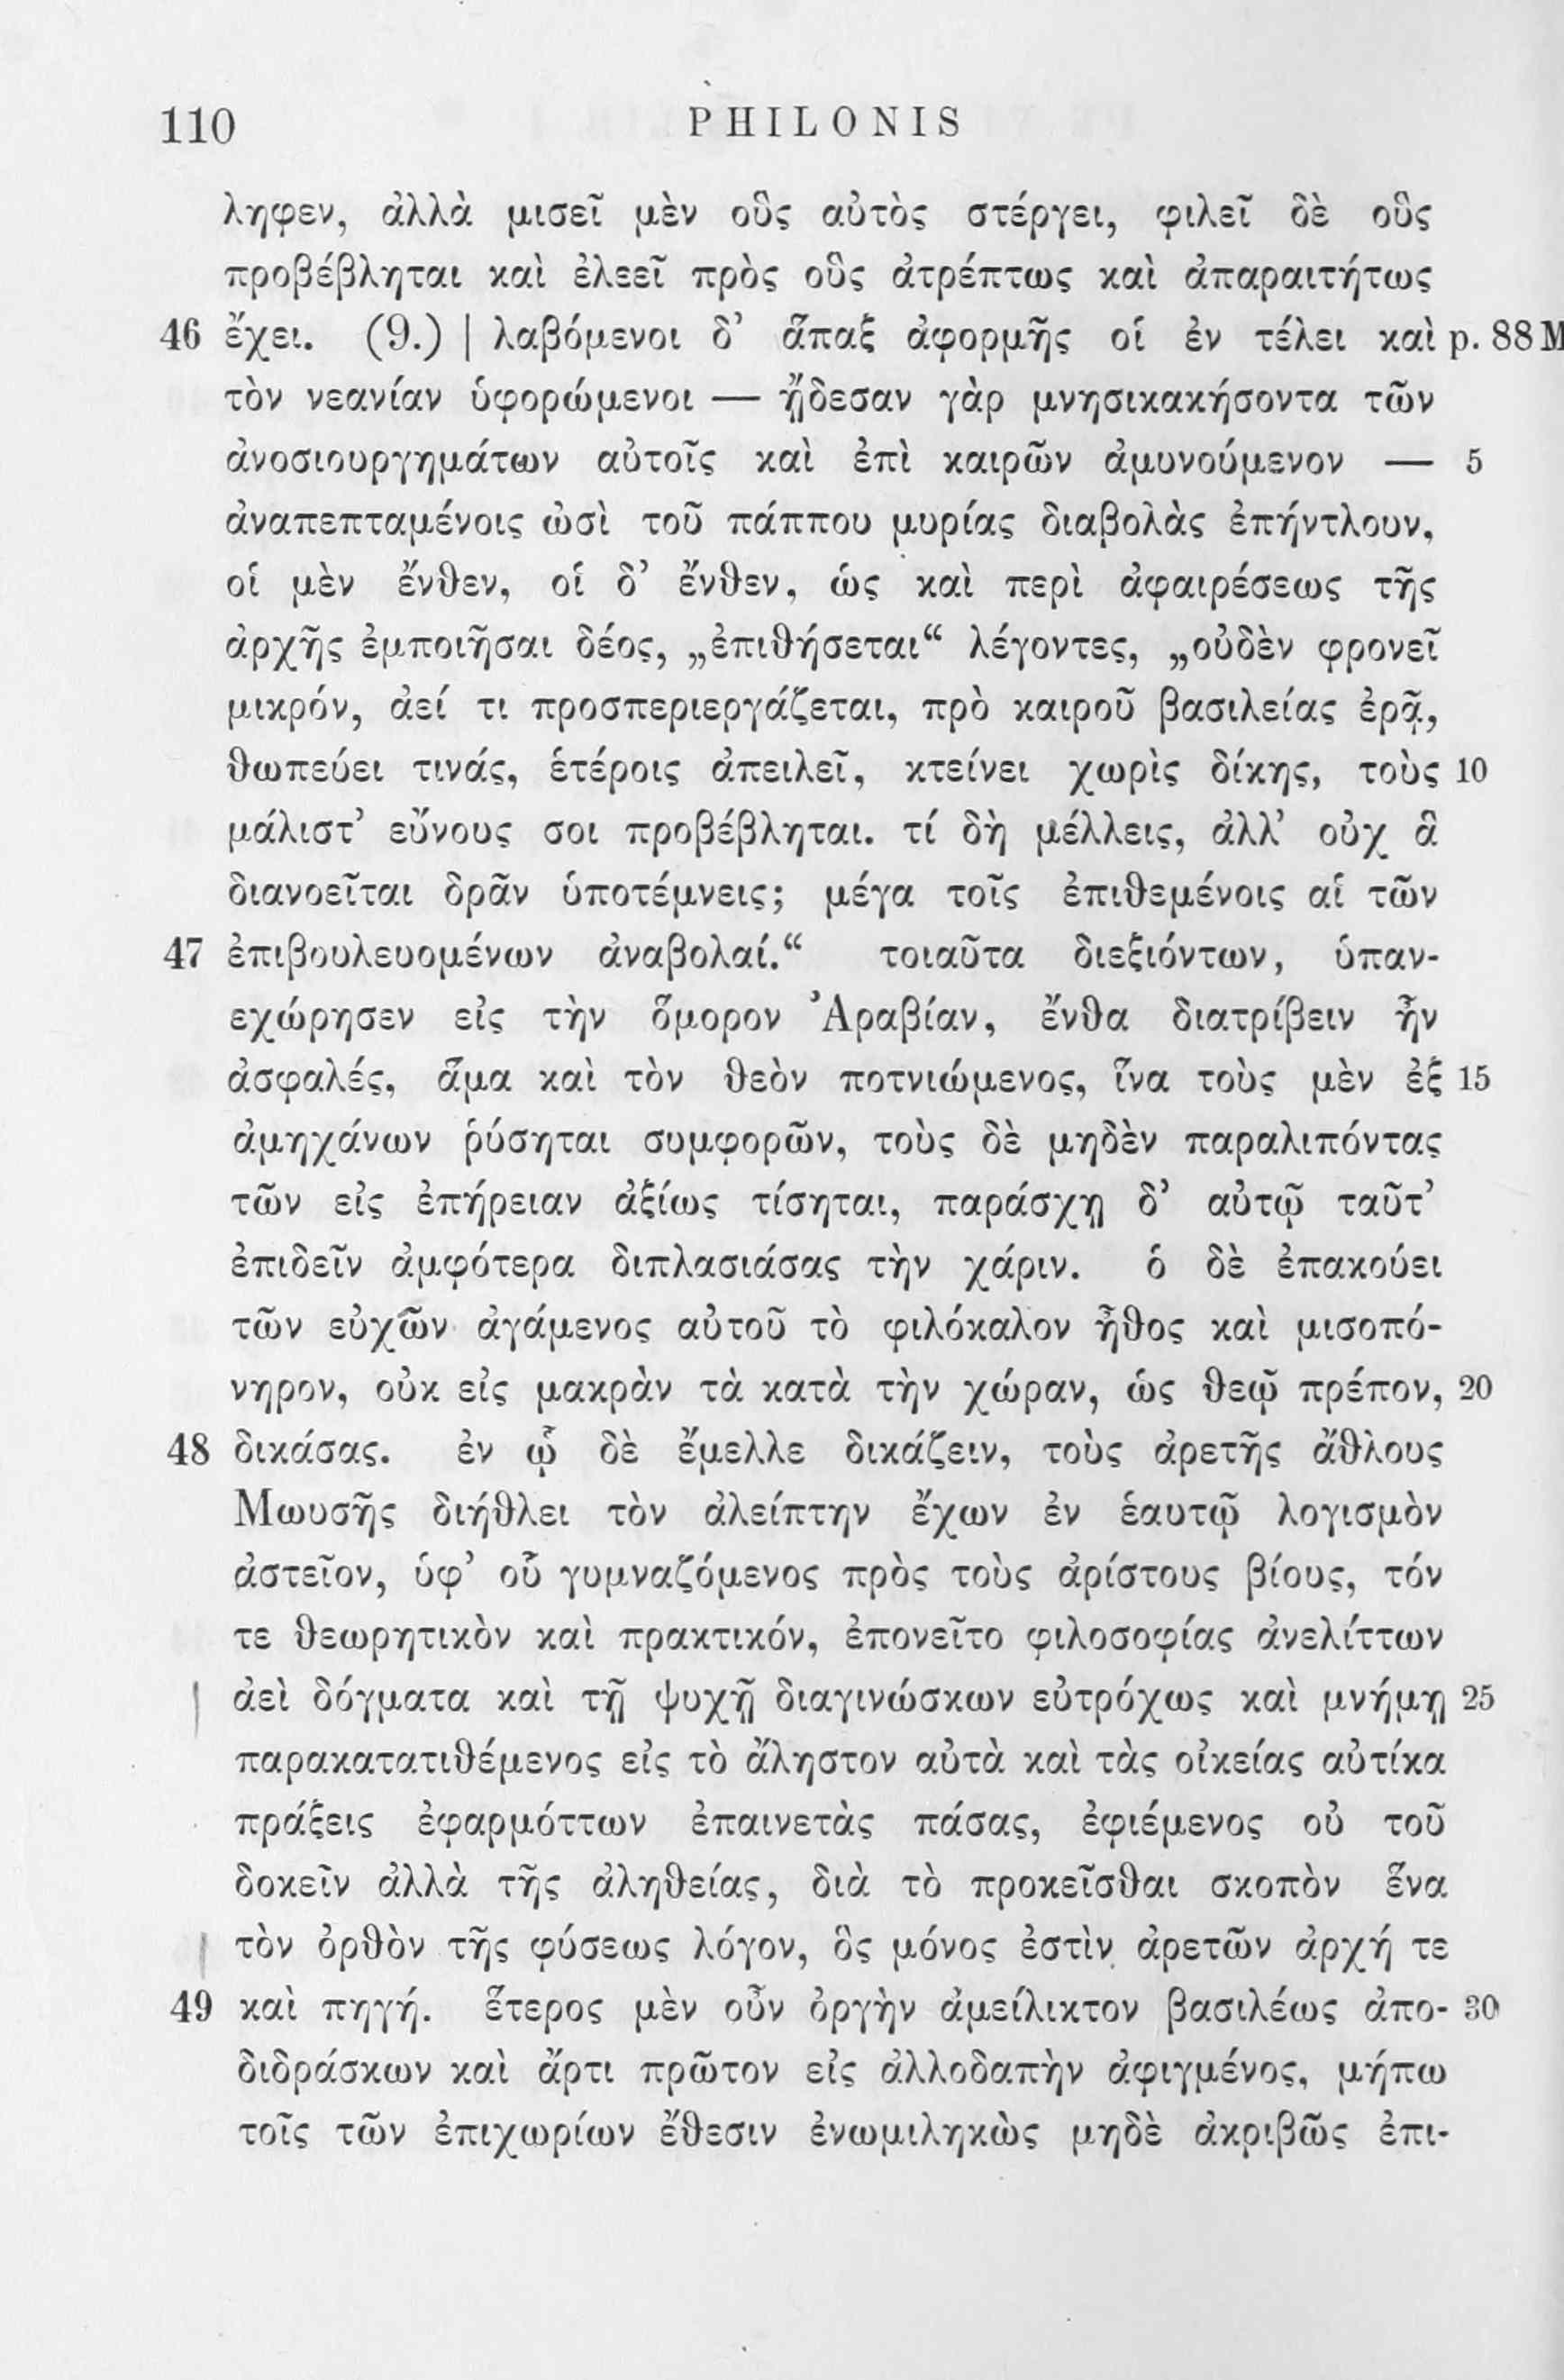 110 PHILONIS
ληφεν, ἀλλὰ μισεῖ μὲν οὓς αὐτὸς στέργει, φιλεῖ δὲ οὓς
προβέβληται καὶ ἐλεεῖ πρὸς οὓς ἀτρέπτως καὶ ἀπαραιτήτως
46 ἔχει. (9.) | λαβόμενοι δ’ ἅπαξ ἀφορμῆς οἱ ἐν τέλει καὶ p. 88 M
τὸν νεανίαν ὑφορώμενοι — ᾔδεσαν γὰρ μνησικακήσοντα τῶν
ἀνοσιουργημάτων αὐτοῖς καὶ ἐπὶ καιρῶν ἀμυνούμενον — 5
ἀναπεπταμένοις ὠσὶ τοῦ πάππου μυρίας διαβολὰς ἐπήντλουν,
οἱ μὲν ἔνθεν, οἱ δ’ ἔνθεν, ὡς καὶ περὶ ἀφαιρέσεως τῆς
ἀρχῆς ἐμποιῆσαι δέος, „ἐπιθήσεται“ λέγοντες, „οὐδὲν φρονεῖ
μικρόν, ἀεί τι προσπεριεργάζεται, πρὸ καιροῦ βασιλείας ἐρᾷ,
θωπεύει τινάς, ἑτέροις ἀπειλεῖ, κτείνει χωρὶς δίκης, τοὺς 10
μάλιστ’ εὔνους σοι προβέβληται. τί δὴ μέλλεις, ἀλλ’ οὐχ ἃ
διανοεῖται δρᾶν ὑποτέμνεις; μέγα τοῖς ἐπιθεμένοις αἱ τῶν
47 ἐπιβουλευομένων ἀναβολαί.“ τοιαῦτα διεξιόντων, ὑπαν-
εχώρησεν εἰς τὴν ὅμορον Ἀραβίαν, ἔνθα διατρίβειν ἦν
ἀσφαλές, ἅμα καὶ τὸν θεὸν ποτνιώμενος, ἵνα τοὺς μὲν ἐξ 15
ἀμηχάνων ῥύσηται συμφορῶν, τοὺς δὲ μηδὲν παραλιπόντας
τῶν εἰς ἐπήρειαν ἀξίως τίσηται, παράσχῃ δ’ αὐτῷ ταῦτ’
ἐπιδεῖν ἀμφότερα διπλασιάσας τὴν χάριν. ὁ δὲ ἐπακούει
τῶν εὐχῶν ἀγάμενος αὐτοῦ τὸ φιλόκαλον ἦθος καὶ μισοπό-
νηρον, οὐκ εἰς μακρὰν τὰ κατὰ τὴν χώραν, ὡς θεῷ πρέπον, 20
48 δικάσας. ἐν ᾧ δὲ ἔμελλε δικάζειν, τοὺς ἀρετῆς ἄθλους
Μωυσῆς διήθλει τὸν ἀλείπτην ἔχων ἐν ἑαυτῷ λογισμὸν
ἀστεῖον, ὑφ’ οὗ γυμναζόμενος πρὸς τοὺς ἀρίστους βίους, τόν
τε θεωρητικὸν καὶ πρακτικόν, ἐπονεῖτο φιλοσοφίας ἀνελίττων
ἀεὶ δόγματα καὶ τῇ ψυχῇ διαγινώσκων εὐτρόχως καὶ μνήμῃ 25
παρακατατιθέμενος εἰς τὸ ἄληστον αὐτὰ καὶ τὰς οἰκείας αὐτίκα
πράξεις ἐφαρμόττων ἐπαινετὰς πάσας, ἐφιέμενος οὐ τοῦ
δοκεῖν ἀλλὰ τῆς ἀληθείας, διὰ τὸ προκεῖσθαι σκοπὸν ἕνα
τὸν ὀρθὸν τῆς φύσεως λόγον, ὃς μόνος ἐστὶν ἀρετῶν ἀρχή τε
49 καὶ πηγή. ἕτερος μὲν οὖν ὀργὴν ἀμείλικτον βασιλέως ἀπο- 30
διδράσκων καὶ ἄρτι πρῶτον εἰς ἀλλοδαπὴν ἀφιγμένος, μήπω
τοῖς τῶν ἐπιχωρίων ἔθεσιν ἐνωμιληκὼς μηδὲ ἀκριβῶς ἐπι-